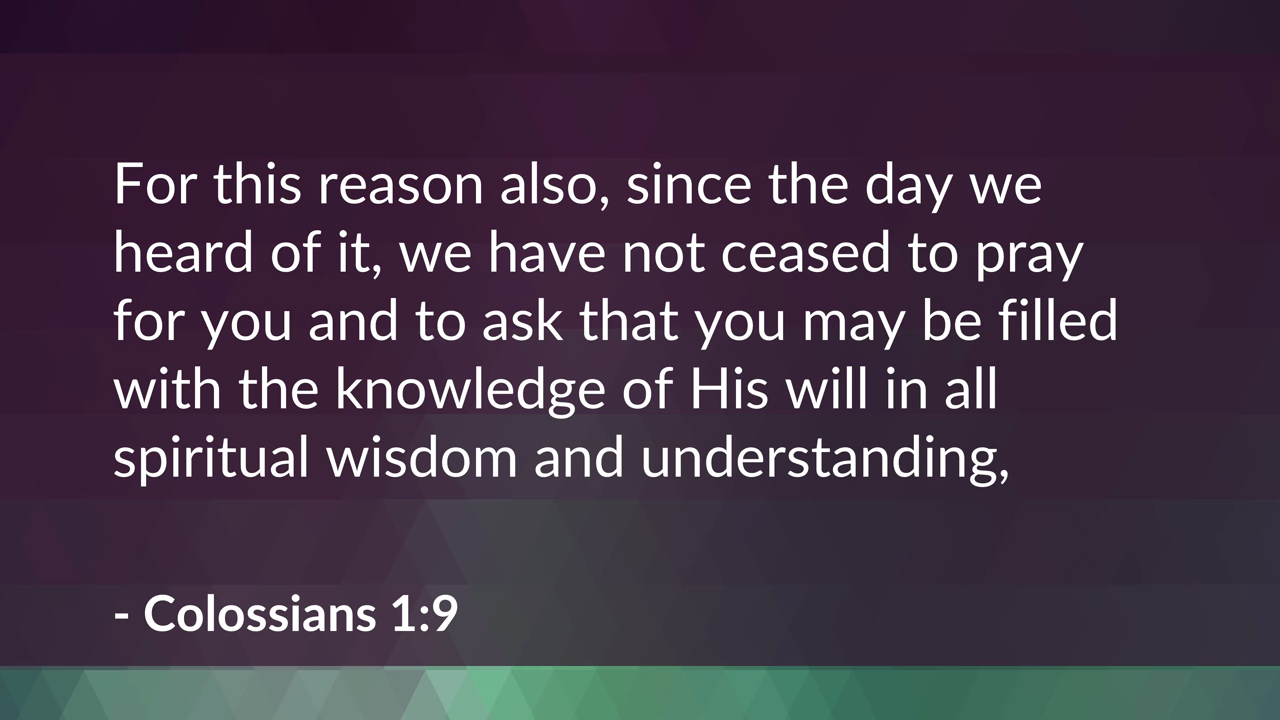 For this reason also, since the day we
heard of it, we have not ceased to pray
for you and to ask that you may be filled
with the knowledge of His will in all
spiritual wisdom and understanding,
- Colossians 1:9